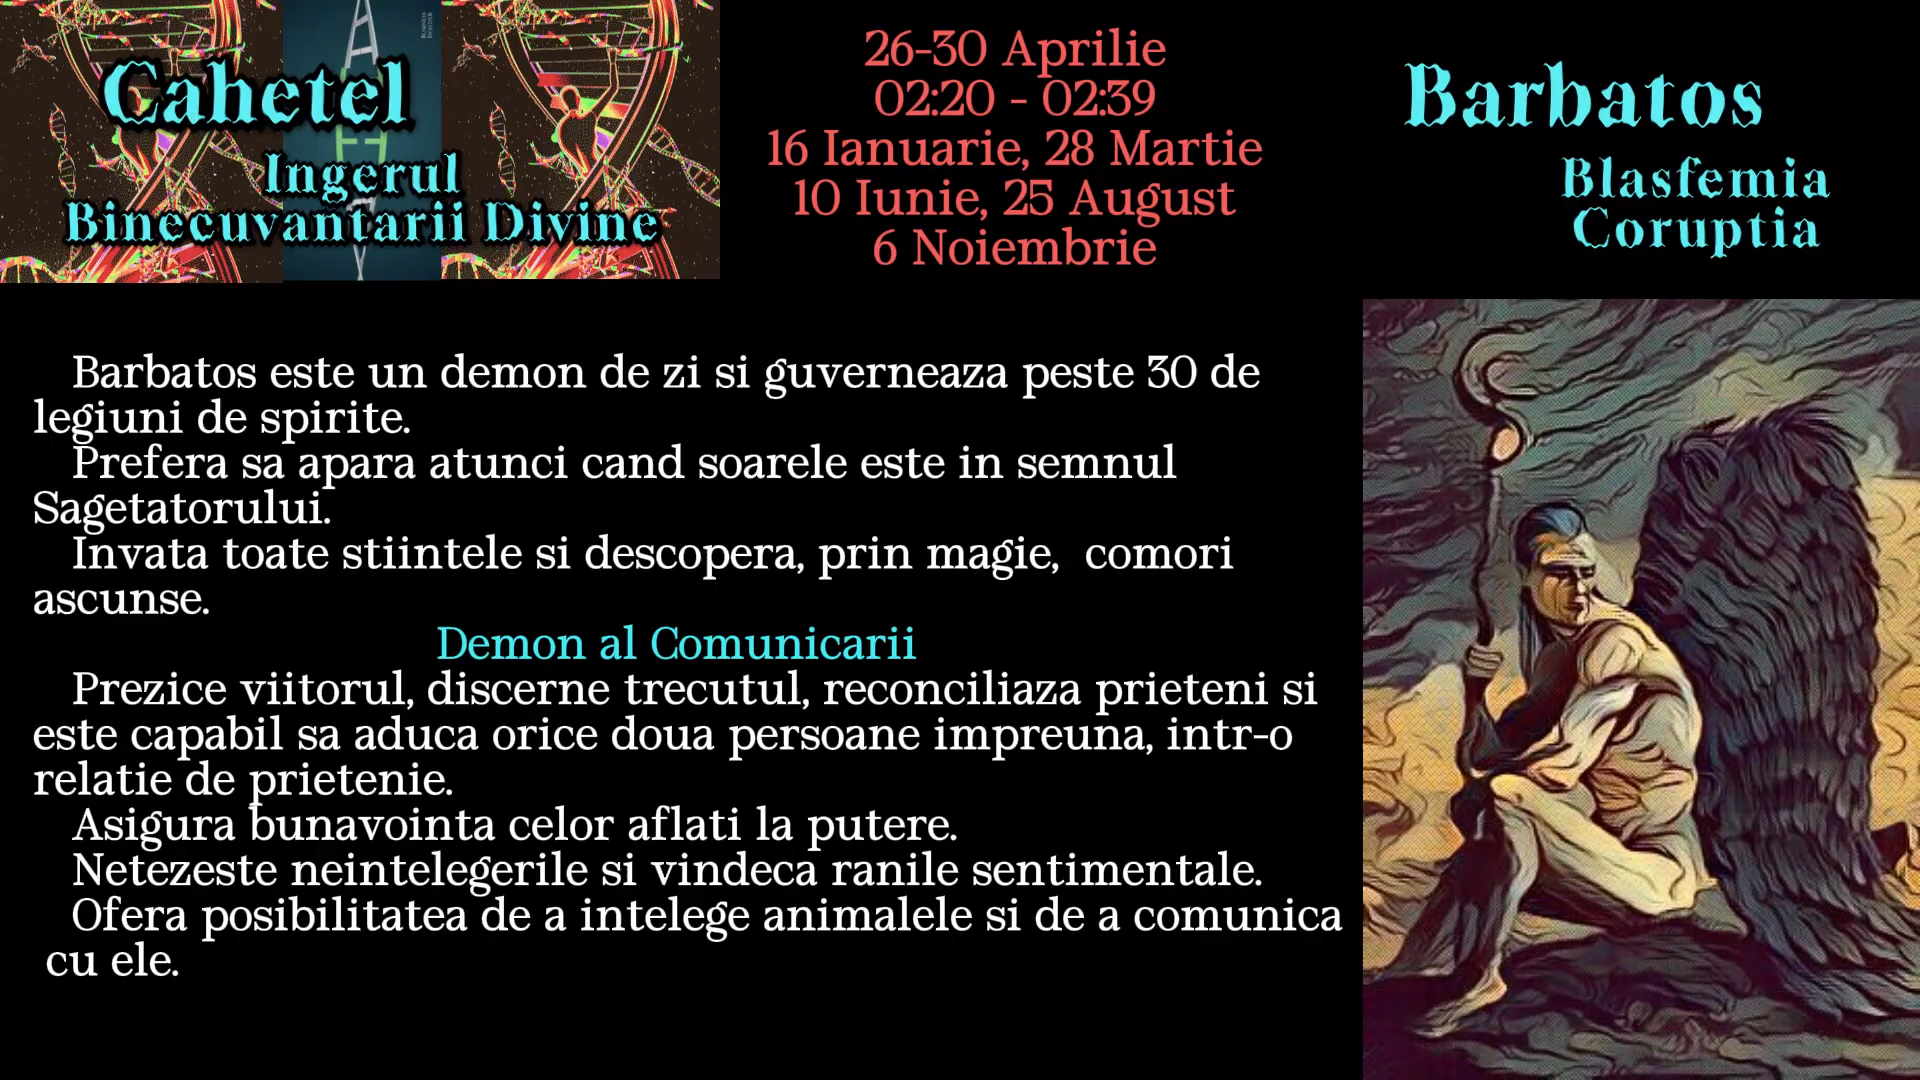 Cahetel
Ingerul
Binecuvantarii Divine
BUSINESS
INSIDER
26-30 Aprilie
02:20 - 02:39
16 Ianuarie, 28 Martie
10 Iunie, 25 August
6 Noiembrie
Barbatos
Blasfemia
Coruptia
Barbatos este un demon de zi si guverneaza peste 30 de
legiuni de spirite.
Prefera sa apara atunci cand soarele este in semnul
Sagetatorului.
Invata toate stiintele si descopera, prin magie, comori
ascunse.
Demon al Comunicarii
Prezice viitorul, discerne trecutul, reconciliaza prieteni si
este capabil sa aduca orice doua persoane impreuna, intr-o
relatie de prietenie.
Asigura bunavointa celor aflati la putere.
Netezeste neintelegerile si vindeca ranile sentimentale.
Ofera posibilitatea de a intelege animalele si de a comunica
cu ele.